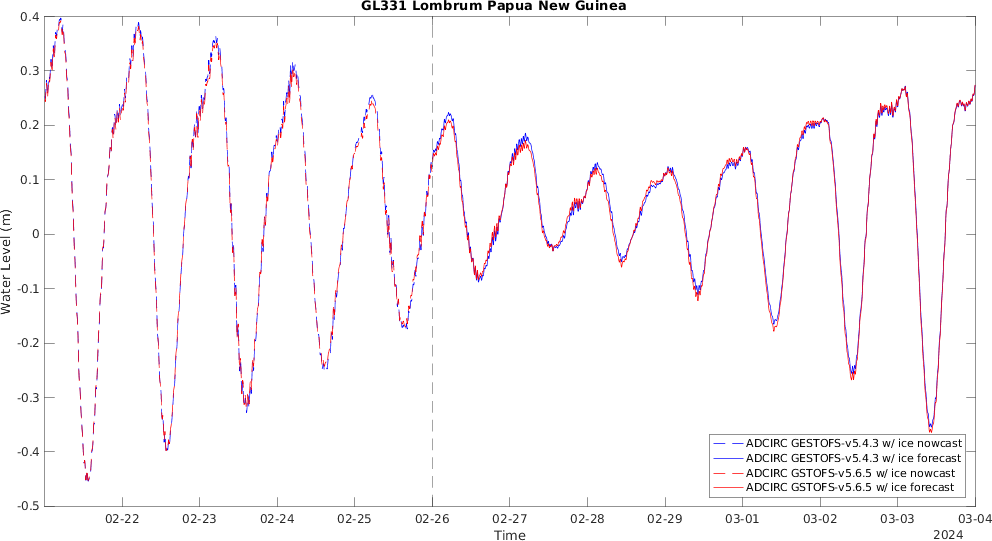 GL331 Lombrum Papua New Guinea
0.4
0.3
0.2
0.1
0
-0.1
-0.2
-0.3
-0.4
-0.5
Water Level (m)
ADCIRC GESTOFS-v5.4.3 w/ ice nowcast
ADCIRC GESTOFS-v5.4.3 w/ ice forecast
ADCIRC GSTOFS-v5.6.5 w/ ice nowcast
ADCIRC GSTOFS-v5.6.5 w/ ice forecast
02-22 02-23 02-24 02-25 02-26 02-27 02-28 02-29 03-01 03-02 03-03 03-04
Time 2024